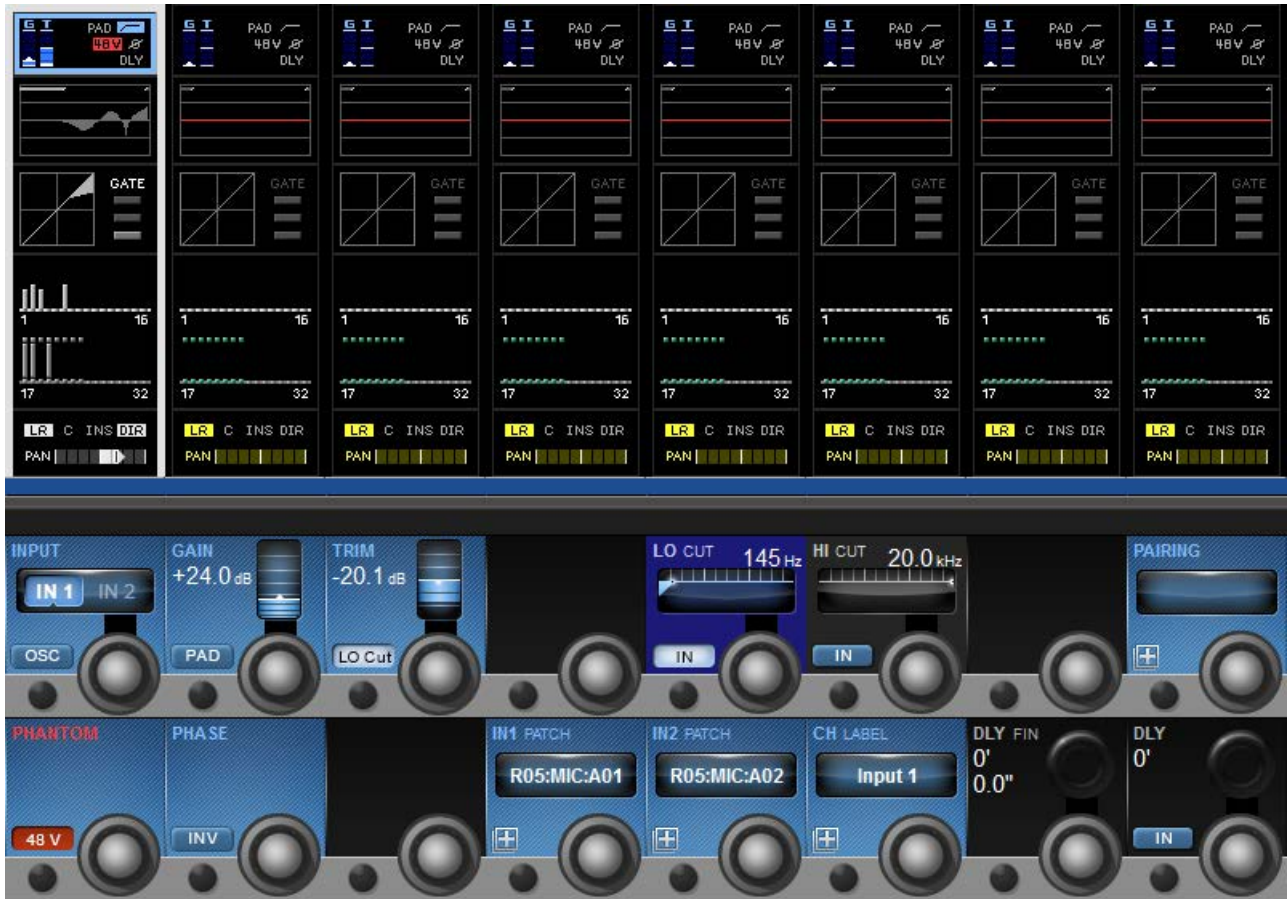 G T PAD G T PAD G T PAD G T PAD G T PAD G T PAD G T PAD G T PAD
48V 48V 48V 48V 48V 48V 48V 48V
DLY DLY DLY DLY DLY DLY DLY DLY
GATE GATE GATE GATE GATE GATE GATE GATE
1 16 1 16 1 16 1 16 1 16 1 16 1 16 1 16
17 32 17 32 17 32 17 32 17 32 17 32 17 32 17 32
LR C INS DIR LR C INS DIR LR C INS DIR LR C INS DIR LR C INS DIR LR C INS DIR LR C INS DIR LR C INS DIR
PAN PAN PAN PAN PAN PAN PAN PAN
INPUT GAIN TRIM LO CUT 145 Hz HI CUT 20.0 kHz PAIRING
+24.0 dB -20.1 dB
IN 1 IN 2
OSC PAD LO Cut IN IN
PHANTOM PHASE IN1 PATCH IN2 PATCH CH LABEL DLY FIN DLY
0' 0'
R05:MIC:A01 R05:MIC:A02 Input 1 0.0"
48 V INV IN